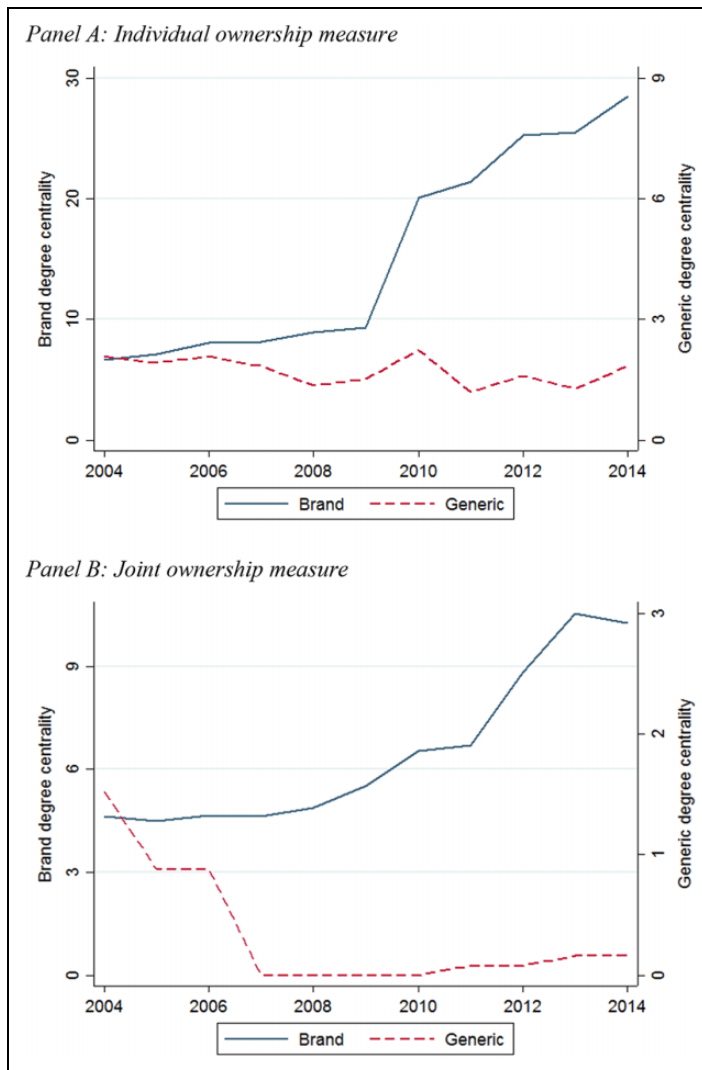 Panel A: Individual ownership measure
Brand degree centrality
0 10 20 30
Generic degree centrality
0 3 6 9
2004 2006 2008 2010 2012 2014
Brand Generic
Panel B: Joint ownership measure
Brand degree centrality
0 3 6 9
Generic degree centrality
0 1 2 3
2004 2006 2008 2010 2012 2014
Brand Generic